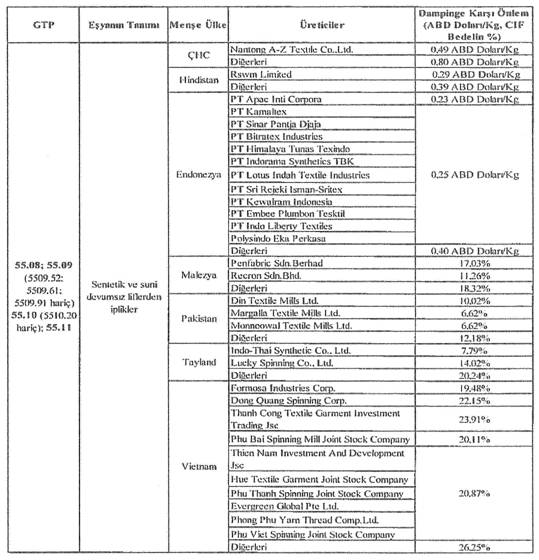 GTP Eşyanın Tanımı Menşe Ülke Üreticiler Dampinge Karşı Önlem
(ABD Doları/Kg, CIF
Bedelin %)
ÇHC Nantong A-Z Textile Co.,Ltd. 0,49 ABD Doları/Kg
Diğerleri 0,80 ABD Doları/Kg
Hindistan Rswm Limited 0.29 ABD Doları/Kg
Diğerleri 0.39 ABD Doları/Kg
Endonezya PT Apac Inti Corpora 0.23 ABD Doları/Kg
PT Kamaltex
PT Sinar Pantja Djaja
PT Bitratex Industries
PT Himalaya Tunas Texindo
PT Indorama Synthetics TBK
PT Lotus Indah Textile Industries 0,25 ABD Doları/Kg
PT Sri Rejeki Isman-Sritex
PT Kewalram Indonesia
PT Embee Plumbon Tesktil
PT Indo Liberty Textiles
Polysindo Eka Perkasa
Diğerleri 0.40 ABD Doları/Kg
55.08; 55.09
(5509.52;
5509.61;
5509.91 hariç)
55.10 (5510.20
hariç); 55.11
Sentetik ve suni
devamsız liflerden
iplikler
Malezya Penfabric Sdn.Berhad 17,03%
Recron Sdn.Bhd. 11,26%
Diğerleri 18.32%
Pakistan Din Textile Mills Ltd. 10,02%
Margalla Textile Mills Ltd. 6.62%
Monnoowal Textile Mills Ltd. 6.62%
Diğerleri 12,18%
Tayland Indo-Thai Synthetic Co., Ltd. 7.79%
Lucky Spinning Co., Ltd. 14,02%
Diğerleri 20,24%
Vietnam Formosa Industries Corp. 19,48%
Dong Quang Spinning Corp. 22.15%
Thanh Cong Textile Garment Investment
Trading Jsc 23,91%
Phu Bai Spinning Mill Joint Stock Company 20,11%
Thien Nam Investment And Development
Jsc
Hue Textile Garment Joint Stock Company
Phu Thanh Spinning Joint Stock Company 20,87%
Evergreen Global Pte Ltd.
Phong Phu Yarn Thread Comp.Ltd.
Phu Viet Spinning Joint Stock Company
Diğerleri 26.25%